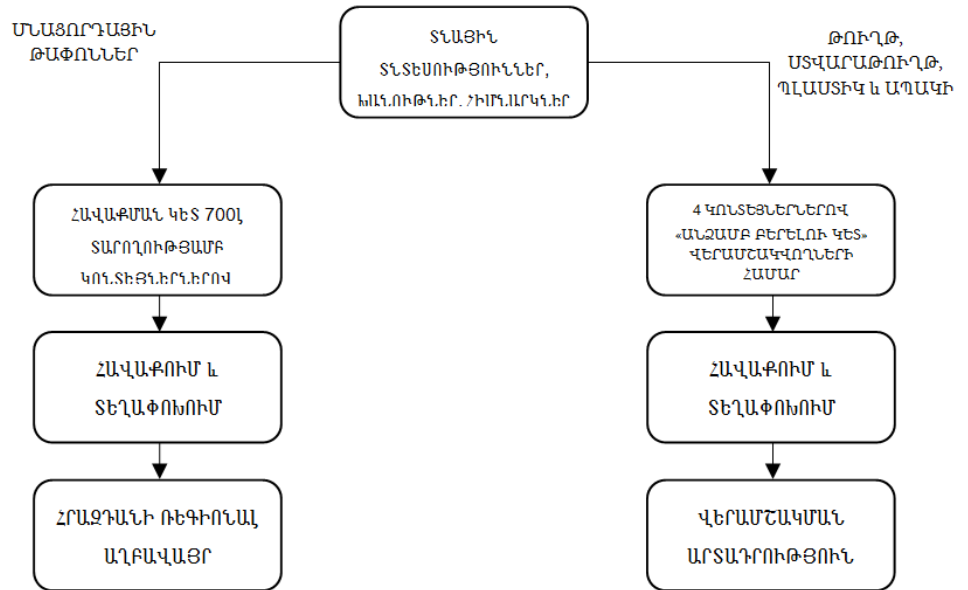 ՄՆԱՑՈՐԴԱՅԻՆ
ԹԱՓՈՆՆԵՐ
ՏՆԱՅԻՆ
ՏՆՏԵՍՈՒԹՅՈՒՆՆԵՐ,
ԽԱՆՈՒԹՆԵՐ, ՀԻՄՆԱՐԿՆԵՐ
ԹՈՒՂԹ,
ՍՏՎԱՐԱԹՈՒՂԹ,
ՊԼԱՍՏԻԿ և ԱՊԱԿԻ
ՀԱՎԱՔՄԱՆ ԿԵՏ 700լ
ՏԱՐՈՂՈՒԹՅԱՄԲ
ԿՈՆՏԵՅՆԵՐՆԵՐՈՎ
4 ԿՈՆՏԵՅՆԵՐՆԵՐՈՎ
«ԱՆՁԱՄԲ ԲԵՐԵԼՈՒ ԿԵՏ»
ՎԵՐԱՄՇԱԿՎՈՂՆԵՐԻ
ՀԱՄԱՐ
ՀԱՎԱՔՈՒՄ և
ՏԵՂԱՓՈԽՈՒՄ
ՀԱՎԱՔՈՒՄ և
ՏԵՂԱՓՈԽՈՒՄ
ՀՐԱԶԴԱՆԻ ՌԵԳԻՈՆԱԼ
ԱՂԲԱՎԱՅՐ
ՎԵՐԱՄՇԱԿՄԱՆ
ԱՐՏԱԴՐՈՒԹՅՈՒՆ